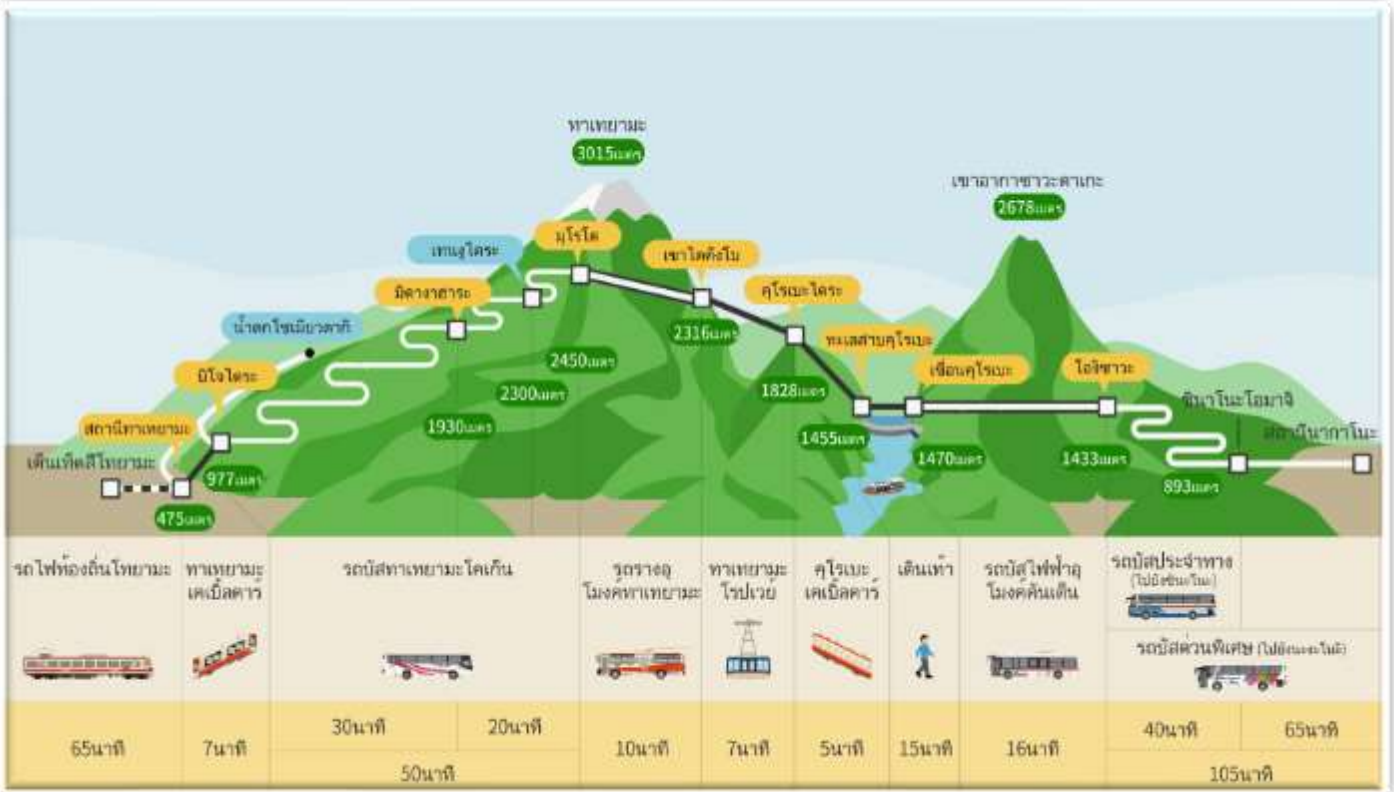 ทาเทยามะ
3015เมตร
เขาอากาซาวะดาเกะ
2678เมตร
เทนงูไดระ
มุโรโด
เขาไดคังโบ
มิดางาฮาระ
คุโรเบะไดระ
2316เมตร
น้ำตกโชเมียวดากิ
ทะเลสาบคุโรเบะ
2450เมตร
เขื่อนคุโรเบะ
โอกิซาวะ
บิโจไดระ
1828เมตร
2300เมตร
ชินาโนะโอมาจิ
สถานีทาเทยามะ
1930เมตร
1455เมตร
สถานีนากาโนะ
เด็นเท็ตสึโทยามะ
977เมตร
1470เมตร
1433เมตร
893เมตร
475เมตร
รถไฟท้องถิ่นโทยามะ
ทาเทยามะ
เคเบิ้ลคาร์
รถบัสทาเทยามะโคเก็น
รถรางอุ
โมงค์ทาเทยามะ
ทาเทยามะ
โรปเวย์
คุโรเบะ
เคเบิ้ลคาร์
เดินเท้า
รถบัสไฟฟ้าอุ
โมงค์คันเด็น
รถบัสประจำทาง
รถบัสด่วนพิเศษ
65นาที
7นาที
30นาที
20นาที
50นาที
10นาที
7นาที
5นาที
15นาที
16นาที
40นาที
65นาที
105นาที